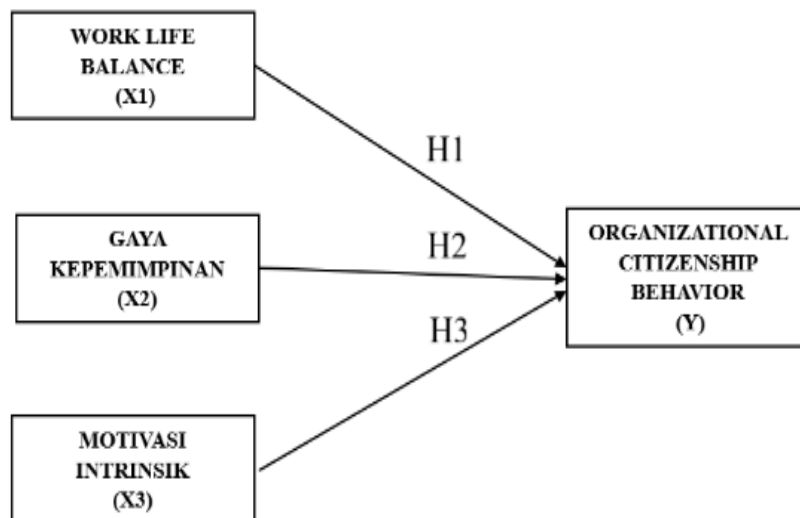 WORK LIFE
BALANCE
(X1)
H1
GAYA
KEPEMIMPINAN
(X2)
H2
ORGANIZATIONAL
CITIZENSHIP
BEHAVIOR
(Y)
H3
MOTIVASI
INTRINSIK
(X3)